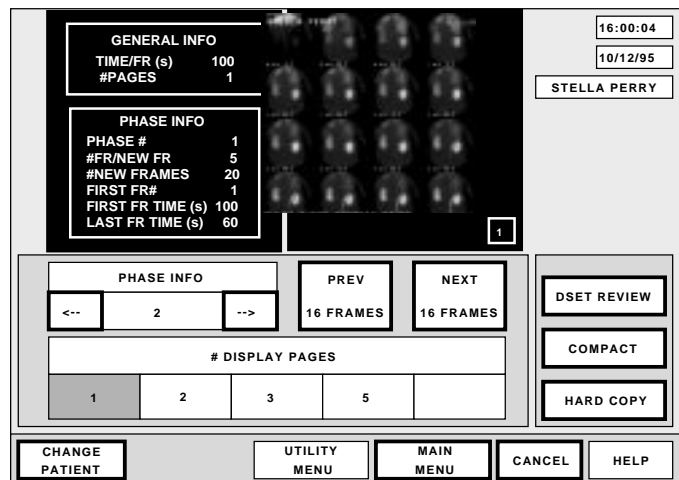 GENERAL INFO
TIME/FR (s) 100
#PAGES 1
PHASE INFO
PHASE # 1
#FR/NEW FR 5
#NEW FRAMES 20
FIRST FR# 1
FIRST FR TIME (s) 100
LAST FR TIME (s) 60
1
16:00:04
10/12/95
STELLA PERRY
PHASE INFO
<-- 2 -->
PREV
16 FRAMES
NEXT
16 FRAMES
# DISPLAY PAGES
1 2 3 5
DSET REVIEW
COMPACT
HARD COPY
CHANGE
PATIENT
UTILITY
MENU
MAIN
MENU
CANCEL
HELP